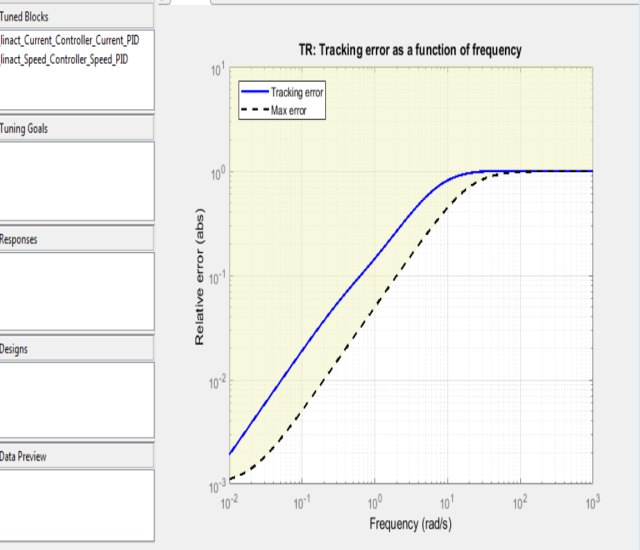 Tuned Blocks
linact_Current_Controller_Current_PID
linact_Speed_Controller_Speed_PID
Tuning Goals
Responses
Designs
Data Preview
TR: Tracking error as a function of frequency
Tracking error
Max error
Relative error (abs)
10^1
10^0
10^-1
10^-2
10^-3
10^-2 10^-1 10^0 10^1 10^2 10^3
Frequency (rad/s)